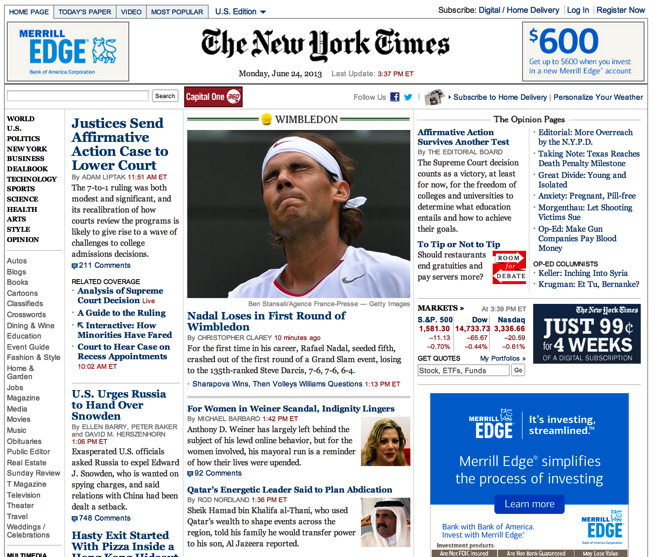 HOME PAGE TODAY'S PAPER VIDEO MOST POPULAR U.S. Edition
Subscribe: Digital / Home Delivery Log In Register Now
MERRILL
EDGE
Bank of America Corporation
The New York Times
Monday, June 24, 2013 Last Update: 3:37 PM ET
$600
Get up to $600 when you invest
in a new Merrill Edge® account
Search
Capital One 360
Follow Us
Subscribe to Home Delivery Personalize Your Weather
WORLD
U.S.
POLITICS
NEW YORK
BUSINESS
DEALBOOK
TECHNOLOGY
SPORTS
SCIENCE
HEALTH
ARTS
STYLE
OPINION
Autos
Blogs
Books
Cartoons
Classifieds
Crosswords
Dining & Wine
Education
Event Guide
Fashion & Style
Home &
Garden
Jobs
Magazine
Media
Movies
Music
Obituaries
Public Editor
Real Estate
Sunday Review
T Magazine
Television
Theater
Travel
Weddings /
Celebrations
MULTIMEDIA
Justices Send
Affirmative
Action Case to
Lower Court
By ADAM LIPTAK 11:51 AM ET
The 7-to-1 ruling was both
modest and significant, and
its recalibration of how
courts review the programs is
likely to give rise to a wave of
challenges to college
admissions decisions.
211 Comments
RELATED COVERAGE
Analysis of Supreme
Court Decision Live
A Guide to the Ruling
Interactive: How
Minorities Have Fared
Court to Hear Case on
Recess Appointments
10:02 AM ET
U.S. Urges Russia
to Hand Over
Snowden
By ELLEN BARRY, PETER BAKER
and DAVID M. HERSZENHORN
1:06 PM ET
Exasperated U.S. officials
asked Russia to expel Edward
J. Snowden, who is wanted on
spying charges, and said
relations with China had been
dealt a setback.
748 Comments
Hasty Exit Started
With Pizza Inside a
WIMBLEDON
Ben Stansall/Agence France-Presse — Getty Images
Nadal Loses in First Round of
Wimbledon
By CHRISTOPHER CLAREY 10 minutes ago
For the first time in his career, Rafael Nadal, seeded fifth,
crashed out of the first round of a Grand Slam event, losing
to the 135th-ranked Steve Darcis, 7-6, 7-6, 6-4.
Sharapova Wins, Then Volleys Williams Questions 1:13 PM ET
For Women in Weiner Scandal, Indignity Lingers
By MICHAEL BARBARO 1:42 PM ET
Anthony D. Weiner has largely left behind the
subject of his lewd online behavior, but for the
women involved, his mayoral run is a reminder
of how their lives were upended.
92 Comments
Qatar's Energetic Leader Said to Plan Abdication
By ROD NORDLAND 1:36 PM ET
Sheik Hamad bin Khalifa al-Thani, who used
Qatar's wealth to shape events across the
region, told his family he would transfer power
to his son, Al Jazeera reported.
The Opinion Pages
Affirmative Action
Survives Another Test
By THE EDITORIAL BOARD
The Supreme Court decision
counts as a victory, at least
for now, for the freedom of
colleges and universities to
determine what education
entails and how to achieve
their goals.
To Tip or Not to Tip
Should restaurants
end gratuities and
pay servers more?
ROOM
for
DEBATE
Editorial: More Overreach
by the N.Y.P.D.
Taking Note: Texas Reaches
Death Penalty Milestone
Great Divide: Young and
Isolated
Anxiety: Pregnant, Pill-free
Morgenthau: Let Shooting
Victims Sue
Op-Ed: Make Gun
Companies Pay Blood
Money
OP-ED COLUMNISTS
Keller: Inching Into Syria
Krugman: Et Tu, Bernanke?
MARKETS » At 3:39 PM ET
S.&P. 500 Dow Nasdaq
1,581.30 14,733.73 3,336.66
−11.13 −65.67 −20.59
−0.70% −0.44% −0.61%
GET QUOTES My Portfolios »
Stock, ETFs, Funds Go
The New York Times
JUST 99¢
for 4 WEEKS
OF A DIGITAL SUBSCRIPTION
MERRILL
EDGE
It's investing,
streamlined.™
Merrill Edge® simplifies
the process of investing
Learn more
Bank with Bank of America.
Invest with Merrill Edge.®
MERRILL
EDGE
Bank of America Corporation
Investment products
Are Not FDIC Insured Are Not Bank Guaranteed May Lose Value